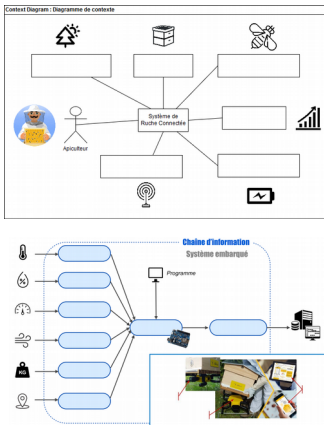 Context Diagram : Diagramme de contexte
Système de
Ruche Connectée
Apiculteur
Chaine d'information
Système embarqué
Programme
%
KG